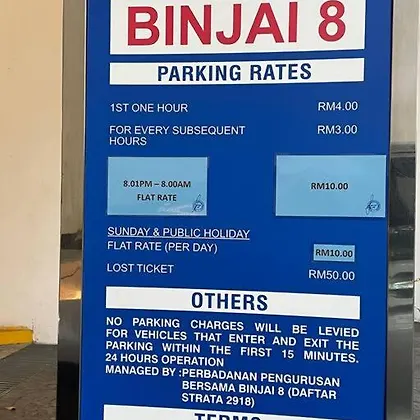 BINJAI 8
PARKING RATES
1ST ONE HOUR RM4.00
FOR EVERY SUBSEQUENT RM3.00
HOURS
8.01PM – 8.00AM RM10.00
FLAT RATE
SUNDAY & PUBLIC HOLIDAY
FLAT RATE (PER DAY) RM10.00
LOST TICKET RM50.00
OTHERS
NO PARKING CHARGES WILL BE LEVIED
FOR VEHICLES THAT ENTER AND EXIT THE
PARKING WITHIN THE FIRST 15 MINUTES.
24 HOURS OPERATION
MANAGED BY :PERBADANAN PENGURUSAN
BERSAMA BINJAI 8 (DAFTAR
STRATA 2918)
TERMS